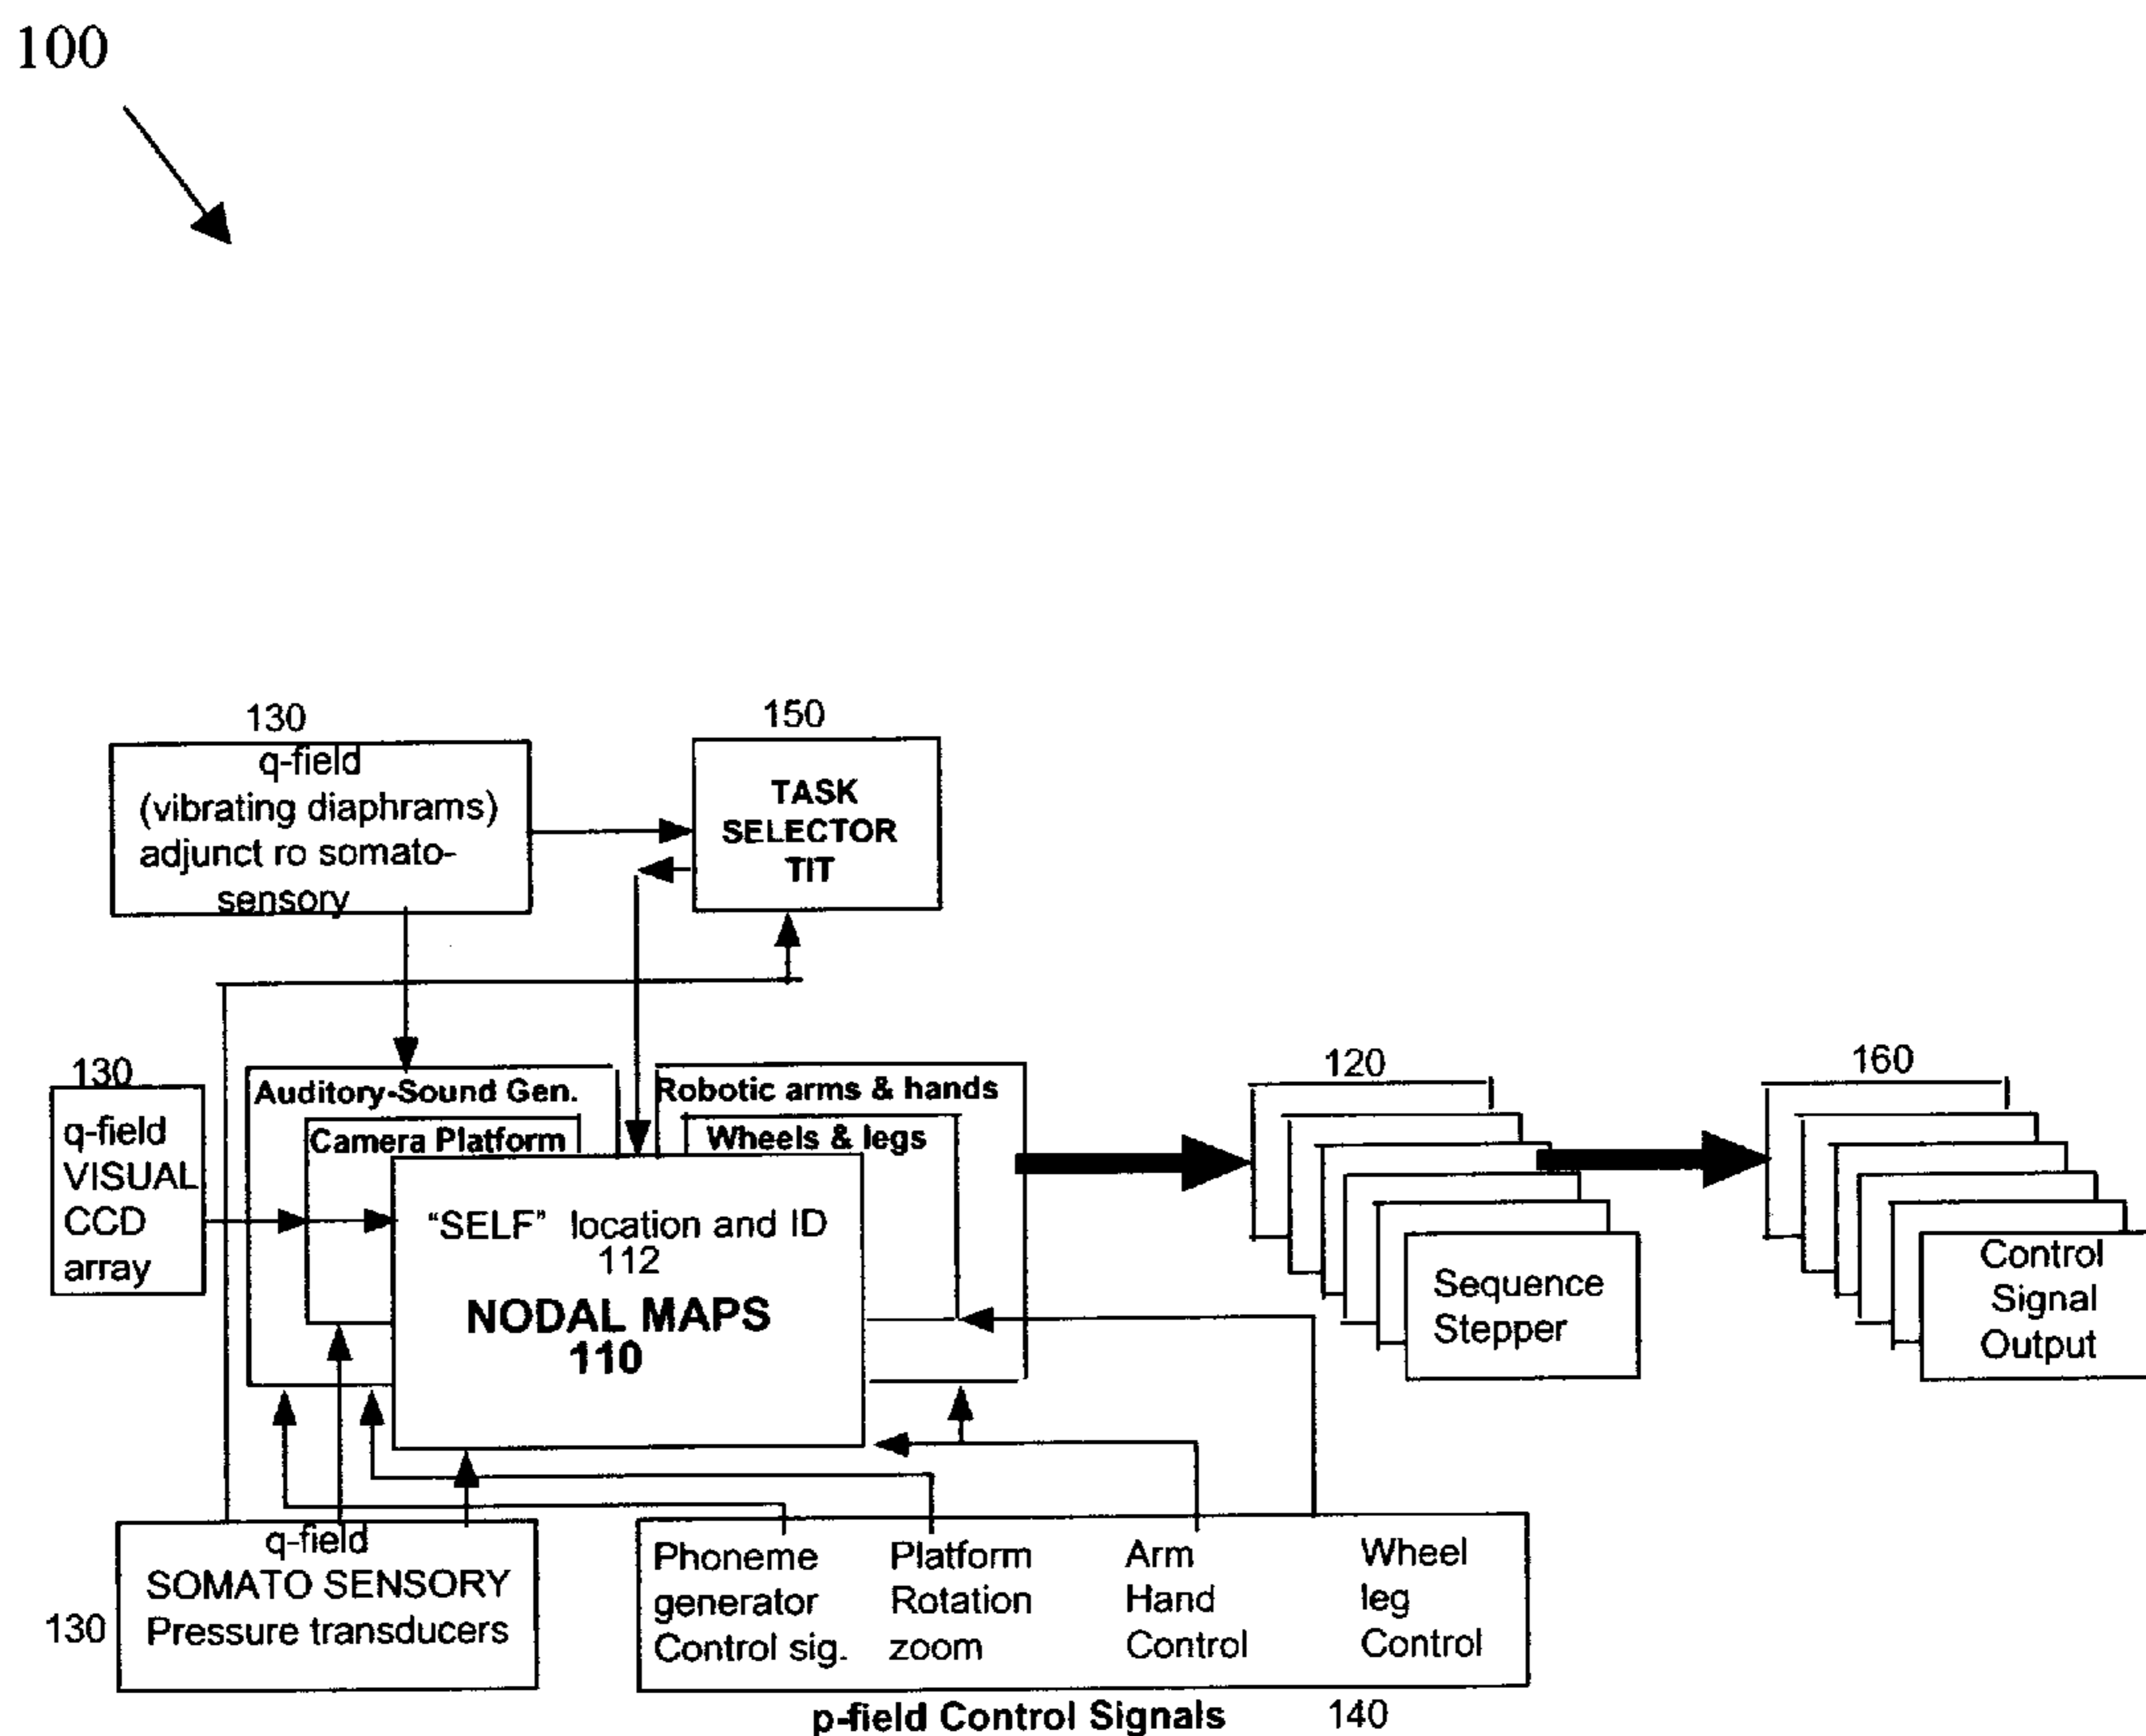 100
130
q-field
(vibrating diaphrams)
adjunct ro somato-
sensory
150
TASK
SELECTOR
TIT
130
q-field
VISUAL
CCD
array
Auditory-Sound Gen.
Camera Platform
Robotic arms & hands
Wheels & legs
"SELF" location and ID
112
NODAL MAPS
110
120
Sequence
Stepper
160
Control
Signal
Output
130
q-field
SOMATO SENSORY
Pressure transducers
Phoneme
generator
Control sig.
Platform
Rotation
zoom
Arm
Hand
Control
Wheel
leg
Control
p-field Control Signals 140